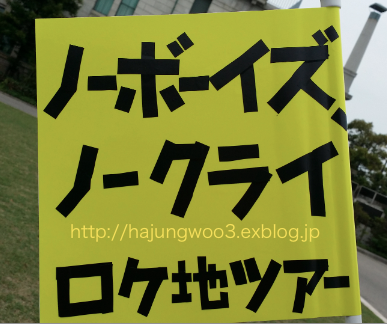 ノーボーイズ、
ノークライ
http://hajungwoo3.exblog.jp
ロケ地ツアー